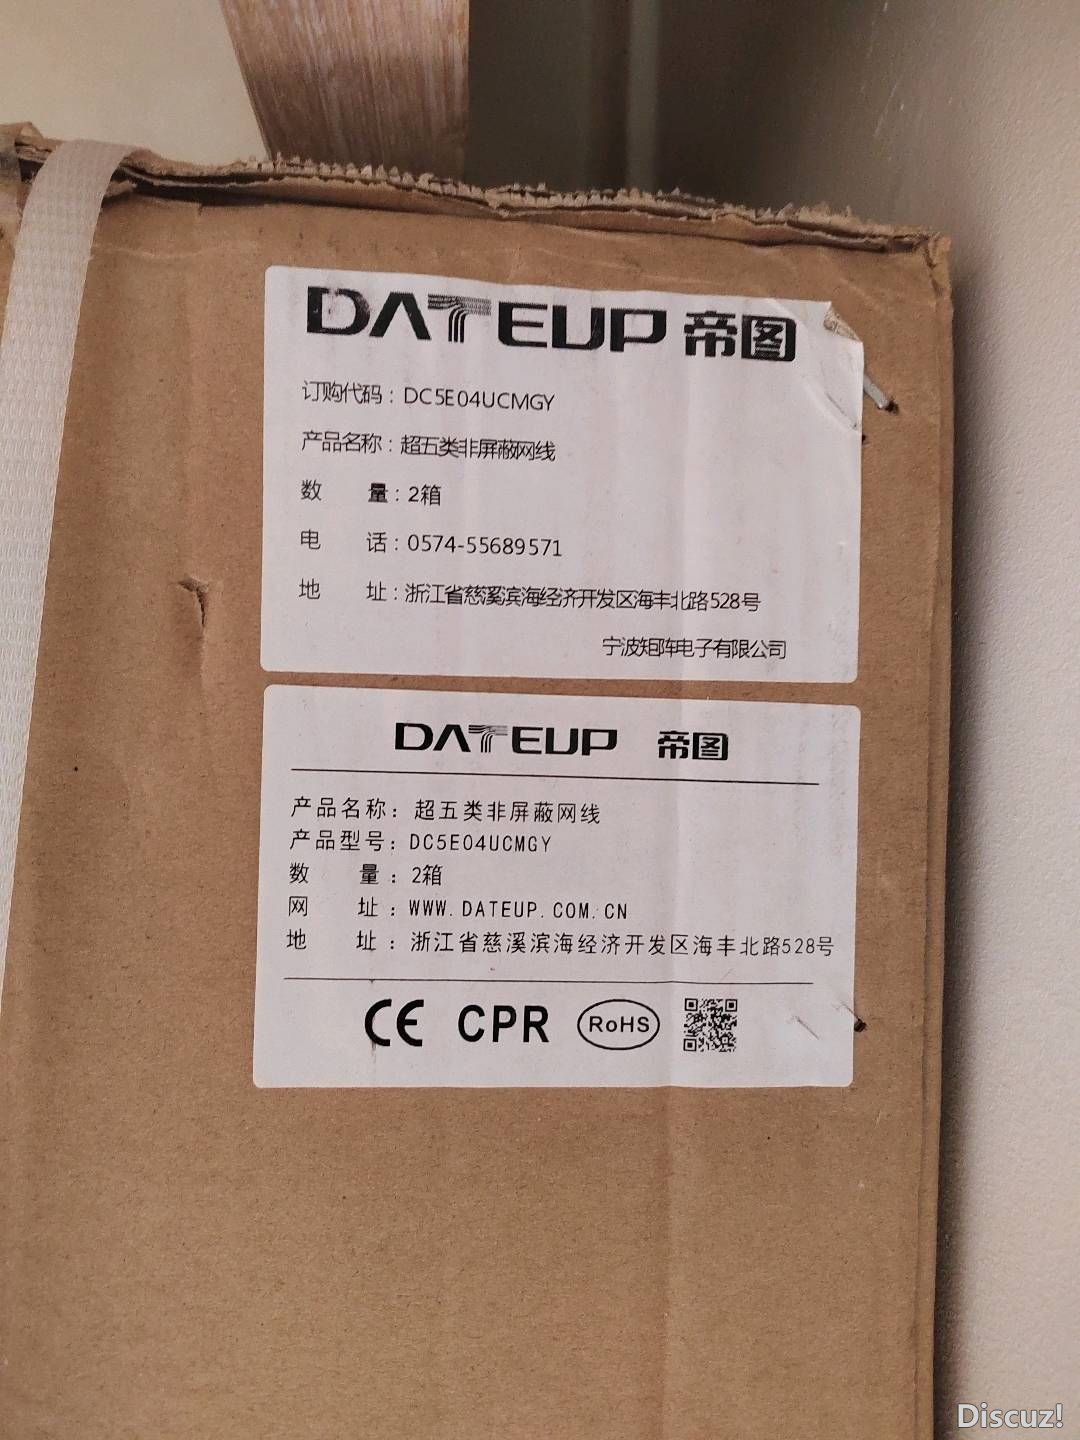 DATEUP 帝图
订购代码：DC5E04UCMGY
产品名称：超五类非屏蔽网线
数 量：2箱
电 话：0574-55689571
地 址：浙江省慈溪滨海经济开发区海丰北路528号
宁波矩阵电子有限公司
DATEUP 帝图
产品名称：超五类非屏蔽网线
产品型号：DC5E04UCMGY
数 量：2箱
网 址：WWW.DATEUP.COM.CN
地 址：浙江省慈溪滨海经济开发区海丰北路528号
CE CPR RoHS
Discuz!